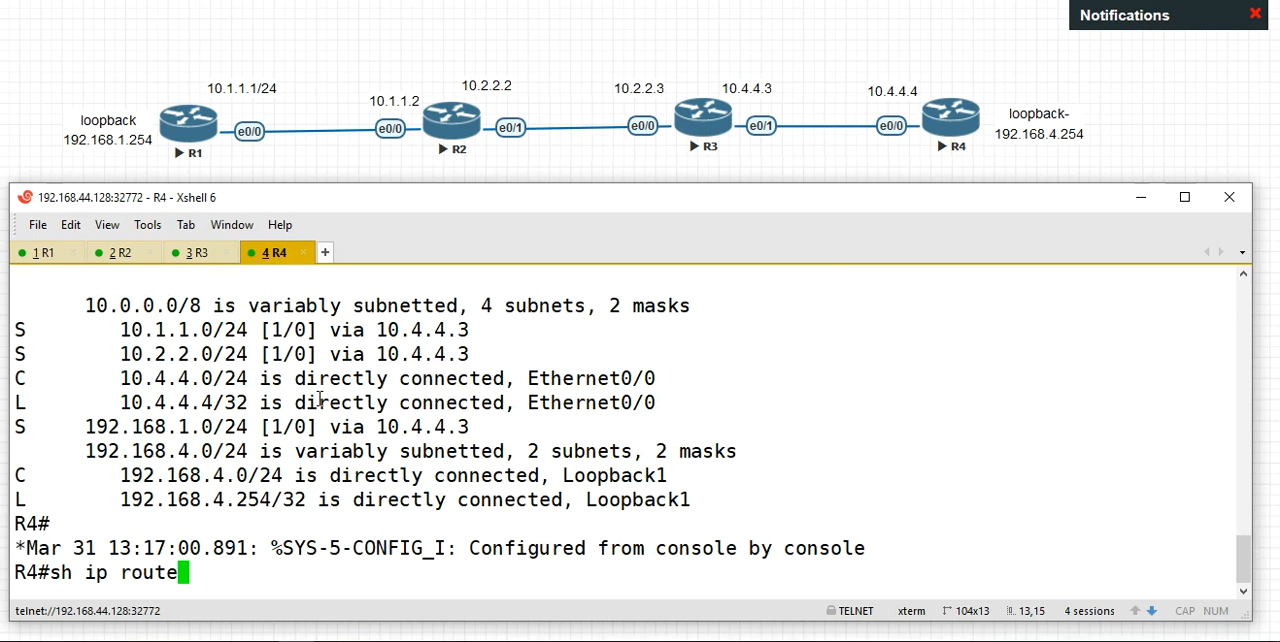 Notifications
10.1.1.1/24
10.2.2.2
10.2.2.3
10.4.4.3
10.4.4.4
10.1.1.2
loopback
192.168.1.254
loopback-
192.168.4.254
e0/0
e0/0
e0/1
e0/0
e0/1
e0/0
R1
R2
R3
R4
192.168.44.128:32772 - R4 - Xshell 6
File Edit View Tools Tab Window Help
1 R1 2 R2 3 R3 4 R4 +
10.0.0.0/8 is variably subnetted, 4 subnets, 2 masks
S 10.1.1.0/24 [1/0] via 10.4.4.3
S 10.2.2.0/24 [1/0] via 10.4.4.3
C 10.4.4.0/24 is directly connected, Ethernet0/0
L 10.4.4.4/32 is directly connected, Ethernet0/0
S 192.168.1.0/24 [1/0] via 10.4.4.3
192.168.4.0/24 is variably subnetted, 2 subnets, 2 masks
C 192.168.4.0/24 is directly connected, Loopback1
L 192.168.4.254/32 is directly connected, Loopback1
R4#
*Mar 31 13:17:00.891: %SYS-5-CONFIG_I: Configured from console by console
R4#sh ip route
telnet://192.168.44.128:32772 TELNET xterm 104x13 13,15 4 sessions CAP NUM